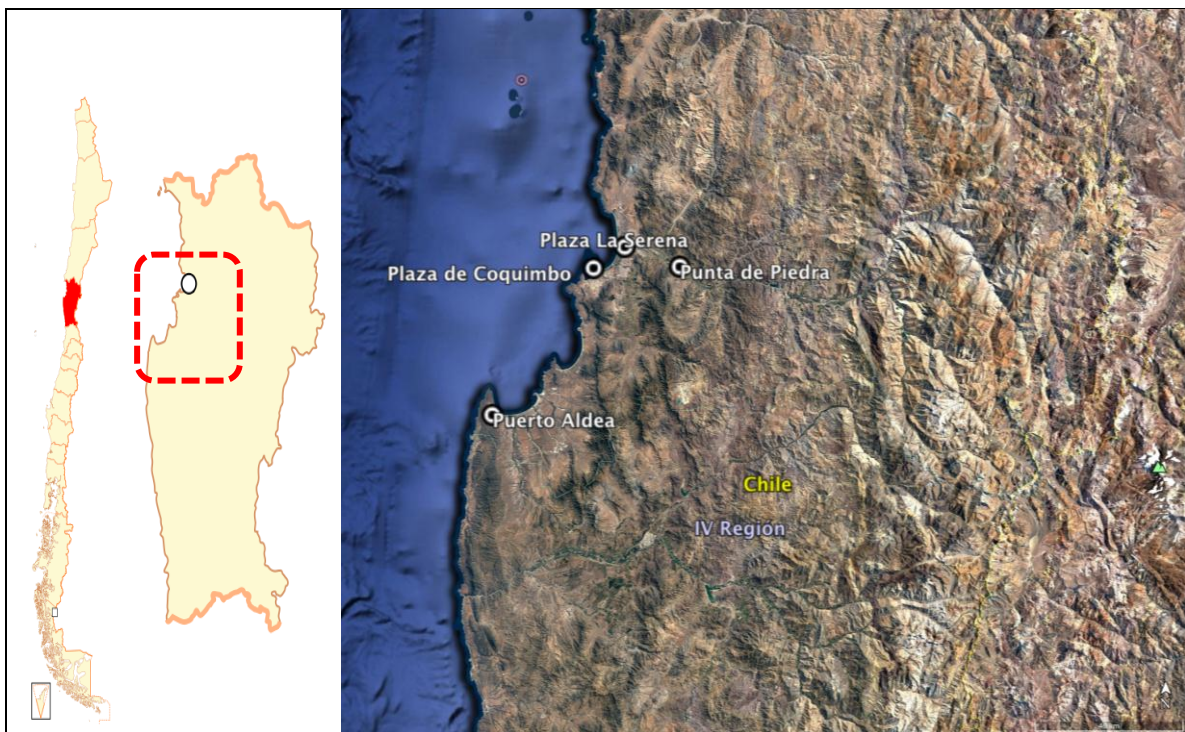 Plaza La Serena
Plaza de Coquimbo
Punta de Piedra
Puerto Aldea
Chile
IV Region
N